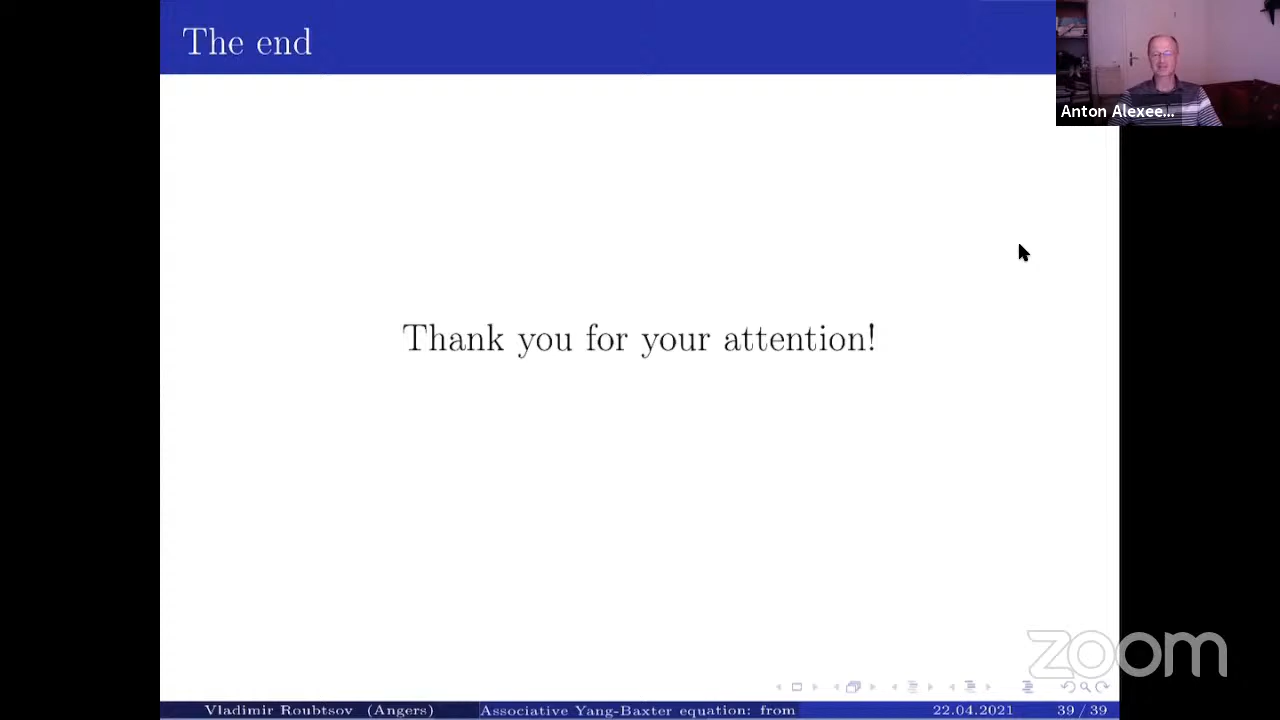 The end
Anton Alexee...
Thank you for your attention!
zoom
Vladimir Roubtsov (Angers) Associative Yang-Baxter equation: from 22.04.2021 39 / 39